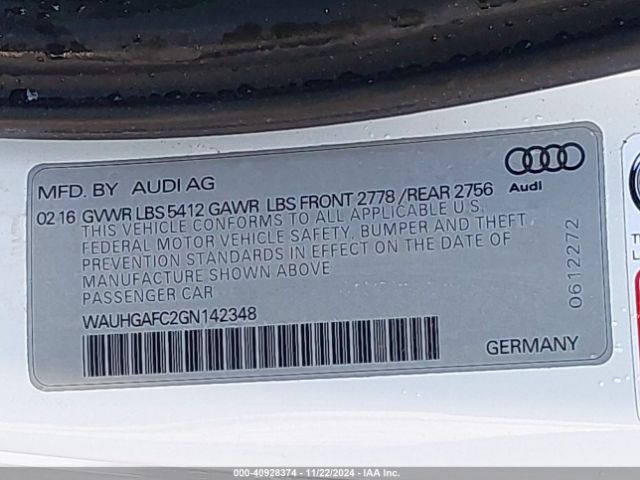 MFD. BY AUDI AG
Audi
02 16 GVWR LBS 5412 GAWR LBS FRONT 2778 /REAR 2756
THIS VEHICLE CONFORMS TO ALL APPLICABLE U.S.
FEDERAL MOTOR VEHICLE SAFETY, BUMPER AND THEFT
PREVENTION STANDARDS IN EFFECT ON THE DATE OF
MANUFACTURE SHOWN ABOVE
PASSENGER CAR
0612272
WAUHGAFC2GN142348
GERMANY
00-40928374 - 11/22/2024 - IAA Inc.